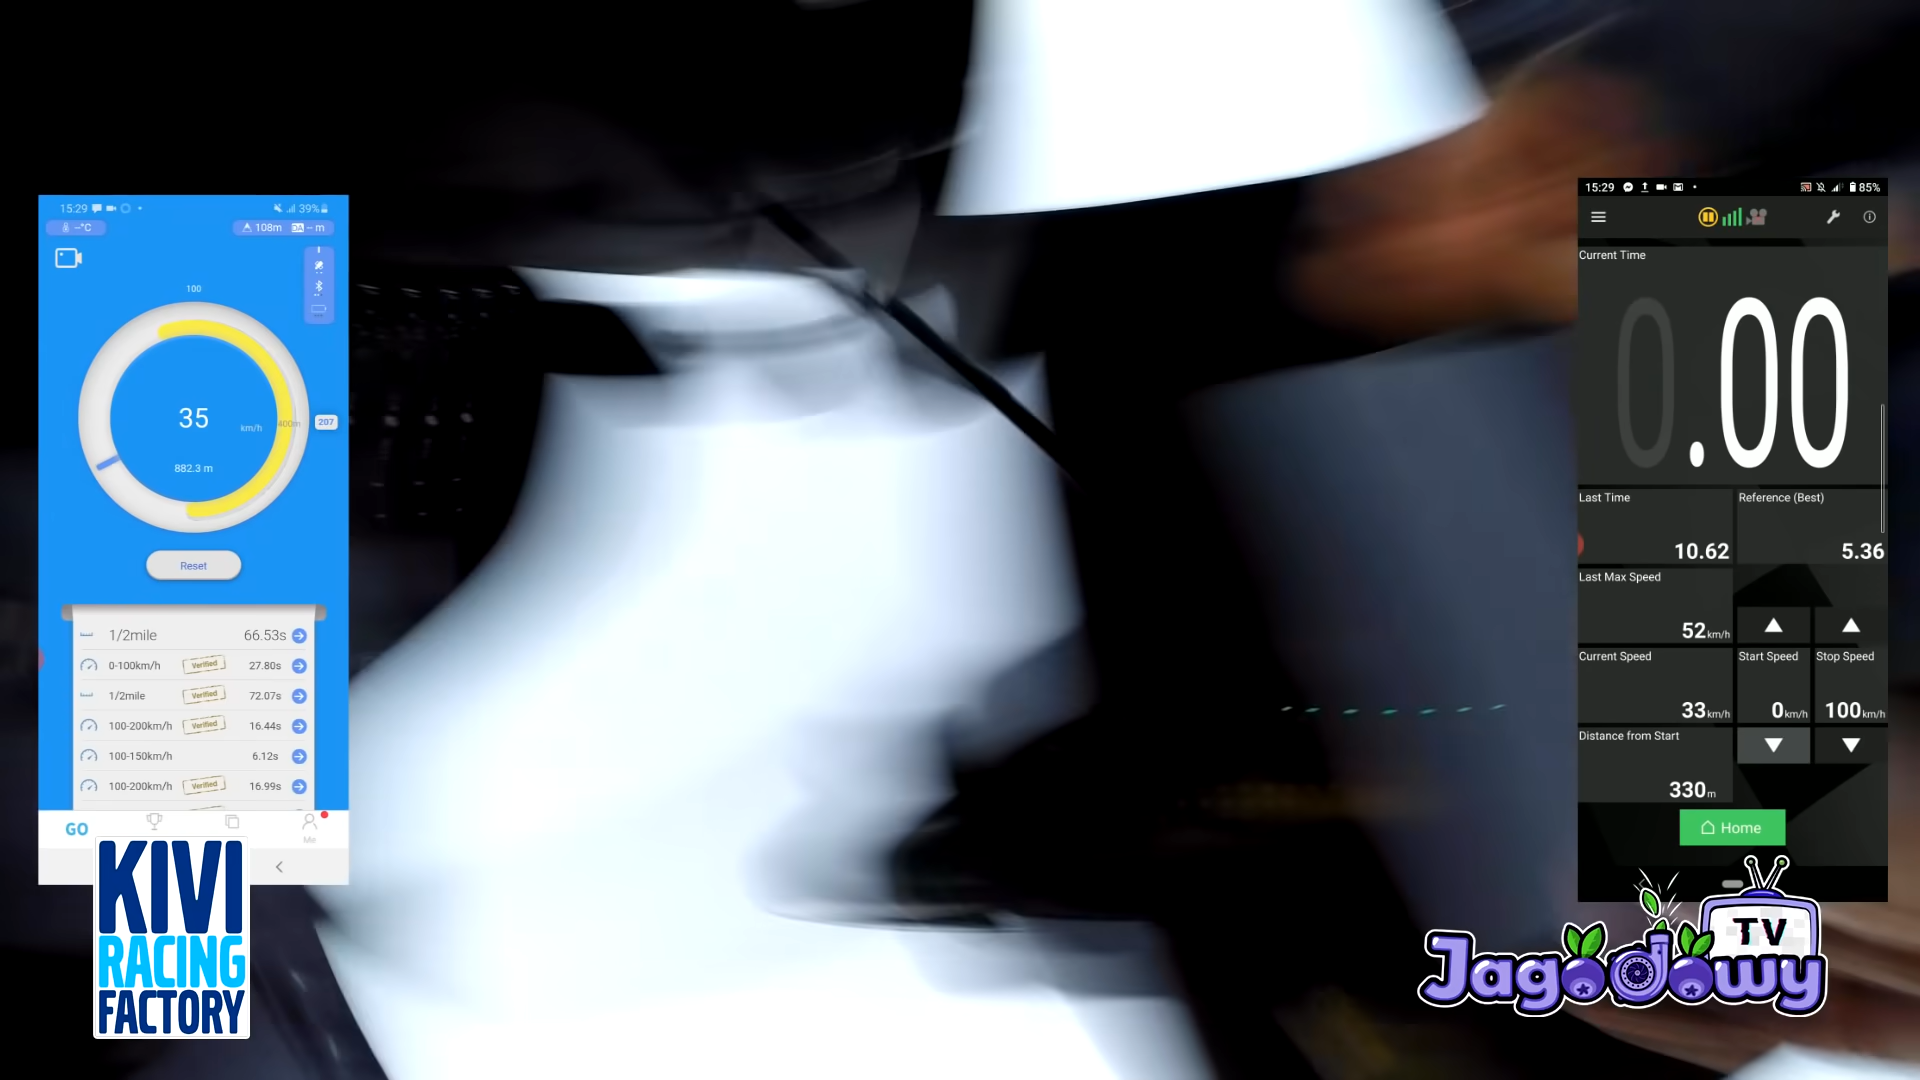 15:29
39%
--°C
108m
DA -- m
100
35
km/h
400m
207
882.3 m
Reset
1/2mile 66.53s
0-100km/h Verified 27.80s
1/2mile Verified 72.07s
100-200km/h Verified 16.44s
100-150km/h 6.12s
100-200km/h Verified 16.99s
GO
Me
KIVI
RACING
FACTORY
15:29
85%
Current Time
0.00
Last Time
10.62
Reference (Best)
5.36
Last Max Speed
52km/h
Current Speed
33km/h
Start Speed
0km/h
Stop Speed
100km/h
Distance from Start
330m
Home
TV
Jagodowy